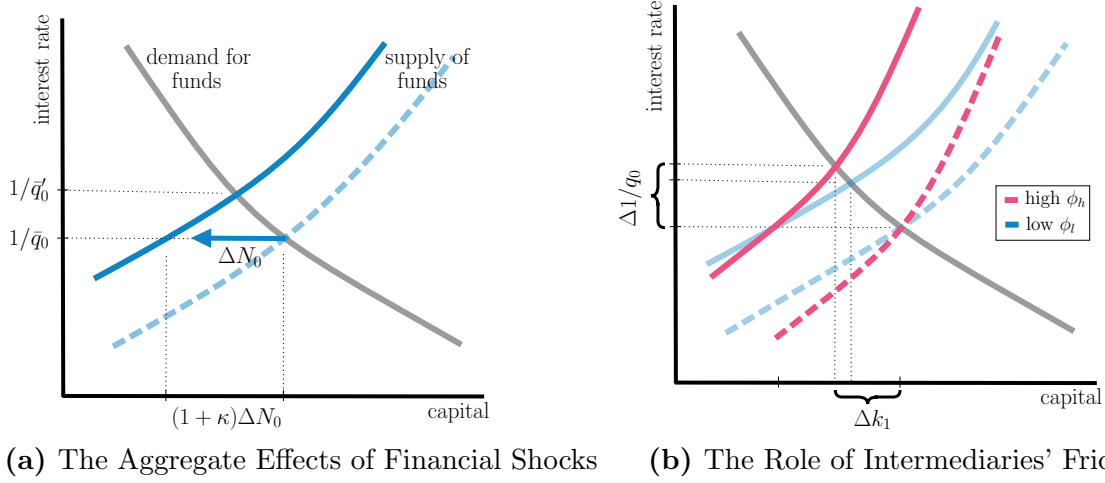 interest rate
demand for
funds
supply of
funds
1/q̄′₀
1/q̄₀
ΔN₀
(1 + κ)ΔN₀
capital
(a) The Aggregate Effects of Financial Shocks
interest rate
Δ1/q₀
high ϕₕ
low ϕₗ
Δk₁
capital
(b) The Role of Intermediaries' Fric